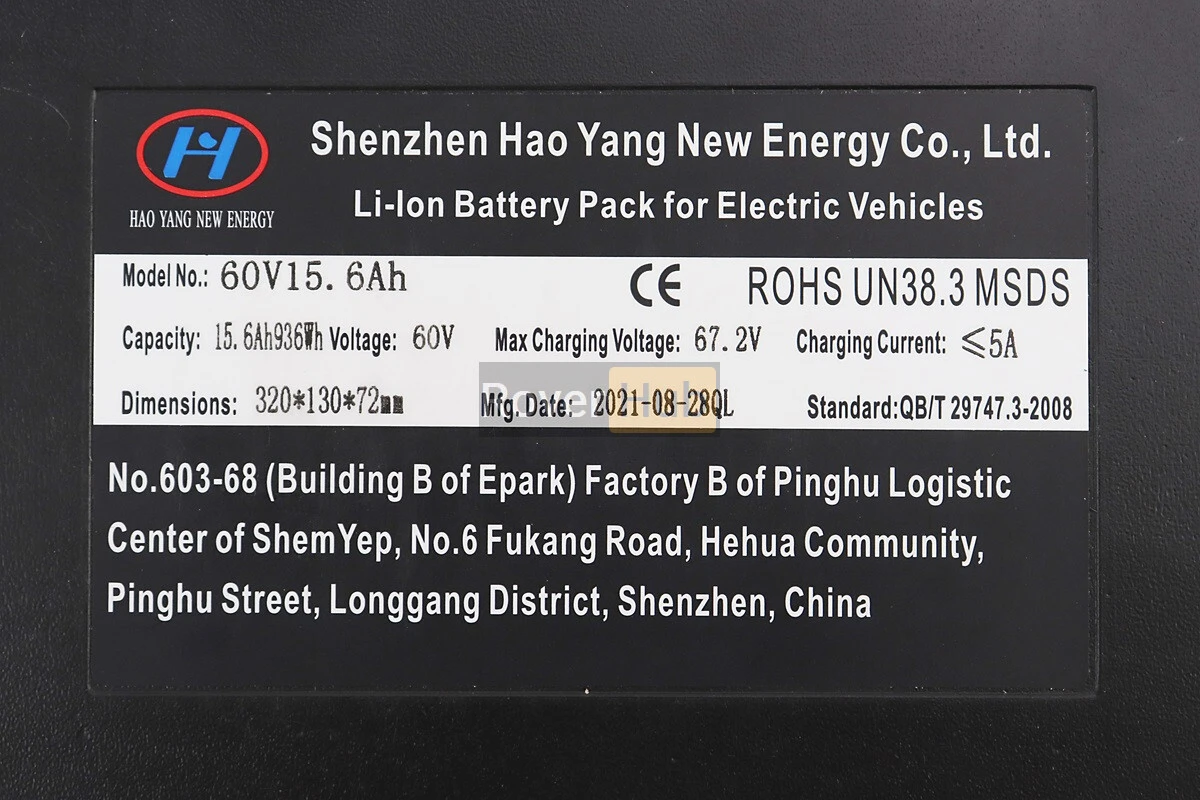 Shenzhen Hao Yang New Energy Co., Ltd.
HAO YANG NEW ENERGY
Li-Ion Battery Pack for Electric Vehicles
Model No.: 60V15.6Ah CE ROHS UN38.3 MSDS
Capacity: 15.6Ah936Wh Voltage: 60V Max Charging Voltage: 67.2V Charging Current: ≤5A
Dimensions: 320*130*72mm Mfg. Date: 2021-08-28QL Standard:QB/T 29747.3-2008
RoverHub
No.603-68 (Building B of Epark) Factory B of Pinghu Logistic
Center of ShemYep, No.6 Fukang Road, Hehua Community,
Pinghu Street, Longgang District, Shenzhen, China